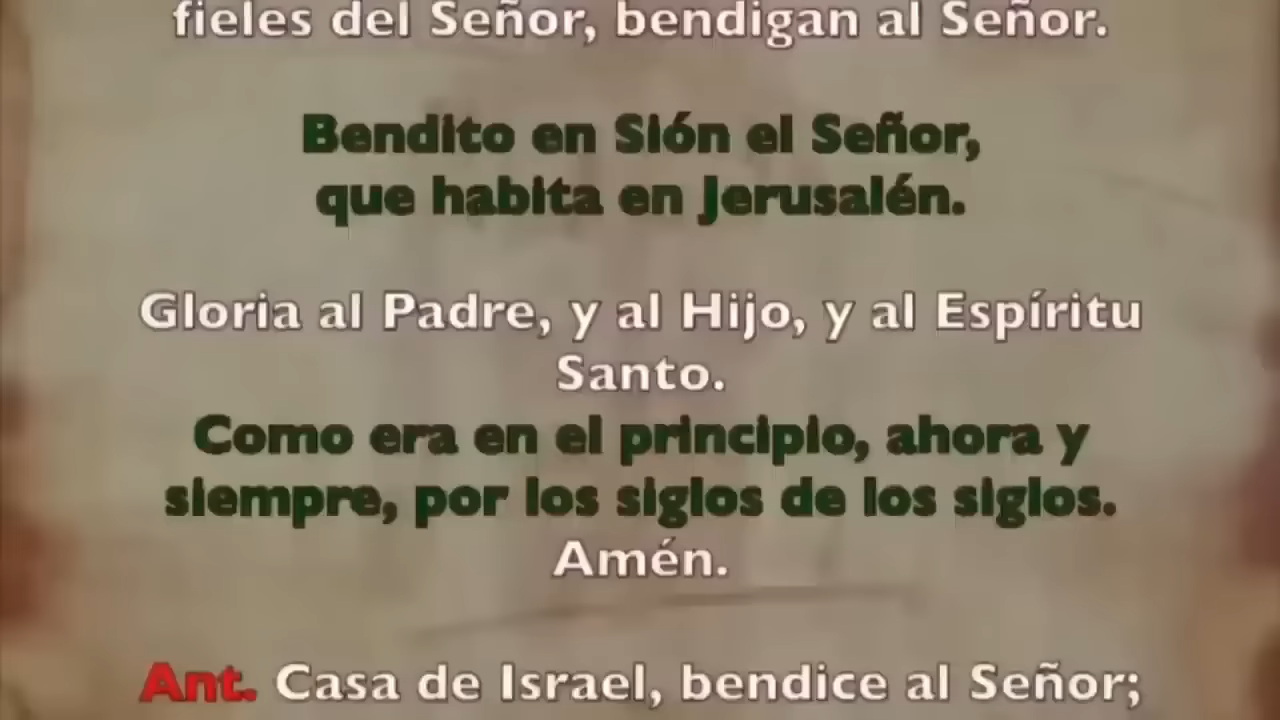 fieles del Señor, bendigan al Señor.
Bendito en Sión el Señor,
que habita en Jerusalén.
Gloria al Padre, y al Hijo, y al Espíritu
Santo.
Como era en el principio, ahora y
siempre, por los siglos de los siglos.
Amén.
Ant. Casa de Israel, bendice al Señor;